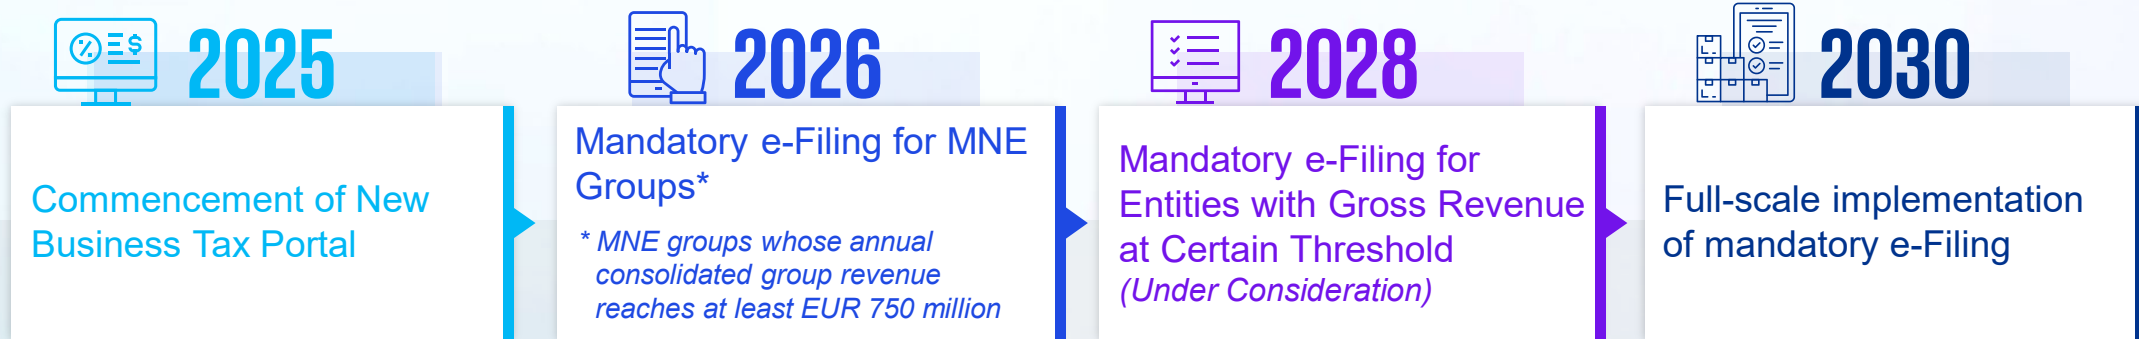 2025
Commencement of New
Business Tax Portal
2026
Mandatory e-Filing for MNE
Groups*
* MNE groups whose annual
consolidated group revenue
reaches at least EUR 750 million
2028
Mandatory e-Filing for
Entities with Gross Revenue
at Certain Threshold
(Under Consideration)
2030
Full-scale implementation
of mandatory e-Filing